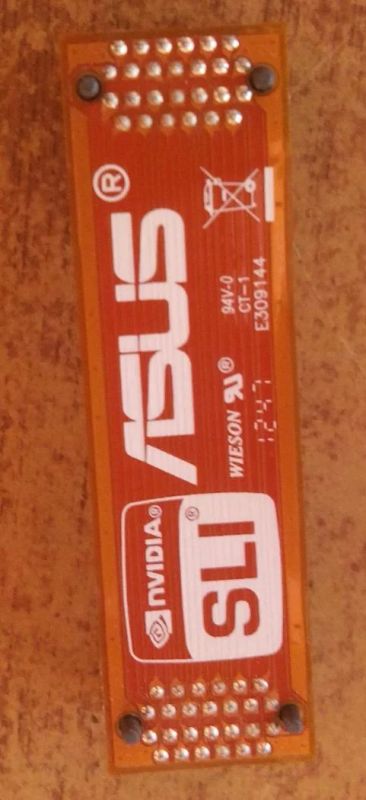 ASUS®
NVIDIA®
SLI®
94V-0
CT-1
E309144
WIESON ®
1247